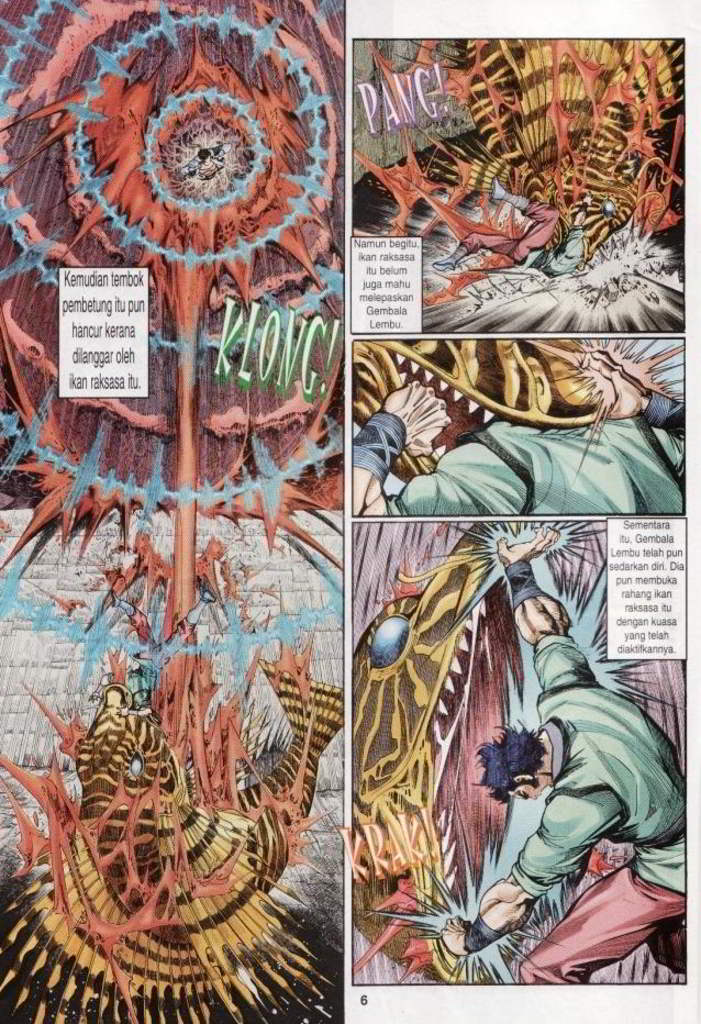 Kemudian tembok
pembetung itu pun
hancur kerana
dilanggar oleh
ikan raksasa itu.
KLONG!
PANG!
Namun begitu,
ikan raksasa
itu belum
juga mahu
melepaskan
Gembala
Lembu.
Sementara
itu, Gembala
Lembu telah pun
sedarkan diri. Dia
pun membuka
rahang ikan
raksasa itu
dengan kuasa
yang telah
diaktifkannya.
KRAK!
6